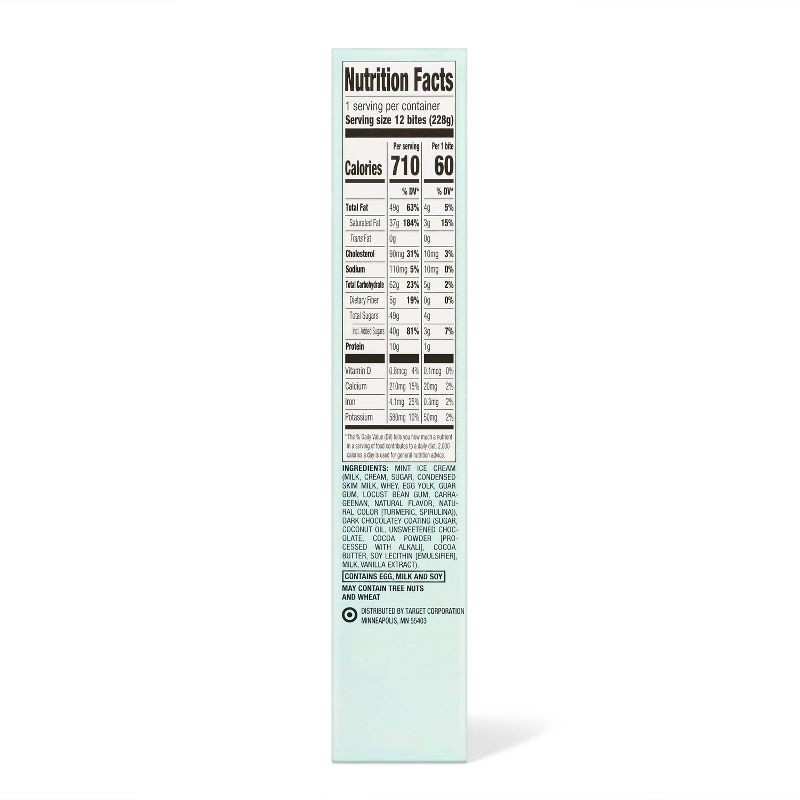 Nutrition Facts
1 serving per container
Serving size 12 bites (228g)
Per serving Per 1 bite
Calories 710 60
% DV* % DV*
Total Fat 49g 63% 4g 5%
Saturated Fat 37g 184% 3g 15%
Trans Fat 0g 0g
Cholesterol 90mg 31% 10mg 3%
Sodium 110mg 5% 10mg 0%
Total Carbohydrate 62g 23% 5g 2%
Dietary Fiber 5g 19% 0g 0%
Total Sugars 49g 4g
Incl. Added Sugars 40g 81% 3g 7%
Protein 10g 1g
Vitamin D 0.8mcg 4% 0.1mcg 0%
Calcium 210mg 15% 20mg 2%
Iron 4.1mg 25% 0.3mg 2%
Potassium 580mg 10% 50mg 2%
*The % Daily Value (DV) tells you how much a nutrient
in a serving of food contributes to a daily diet. 2,000
calories a day is used for general nutrition advice.
INGREDIENTS: MINT ICE CREAM
(MILK, CREAM, SUGAR, CONDENSED
SKIM MILK, WHEY, EGG YOLK, GUAR
GUM, LOCUST BEAN GUM, CARRA-
GEENAN, NATURAL FLAVOR, NATU-
RAL COLOR [TURMERIC, SPIRULINA]),
DARK CHOCOLATEY COATING (SUGAR,
COCONUT OIL, UNSWEETENED CHOC-
OLATE, COCOA POWDER [PRO-
CESSED WITH ALKALI], COCOA
BUTTER, SOY LECITHIN [EMULSIFIER],
MILK, VANILLA EXTRACT).
CONTAINS EGG, MILK AND SOY
MAY CONTAIN TREE NUTS
AND WHEAT
DISTRIBUTED BY TARGET CORPORATION
MINNEAPOLIS, MN 55403